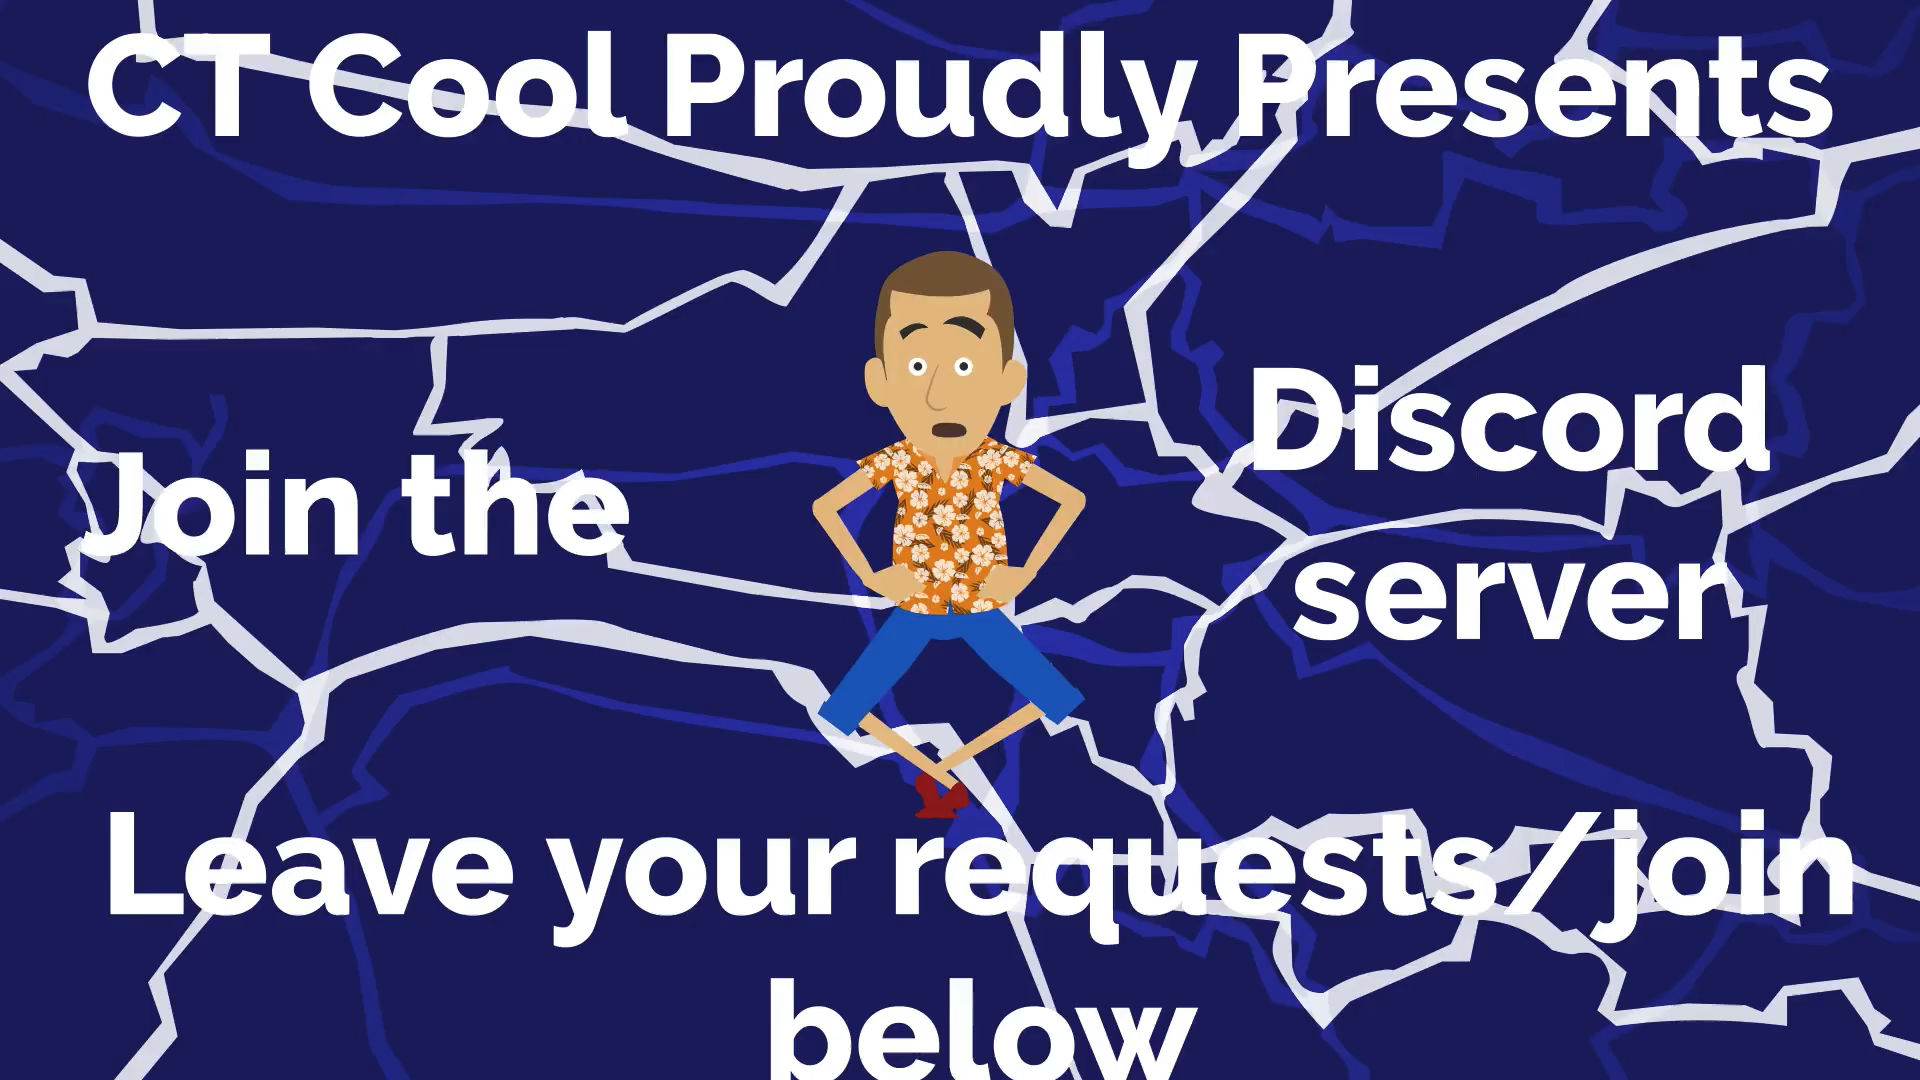 CT Cool Proudly Presents
Join the
Discord
server
Leave your requests/join
below